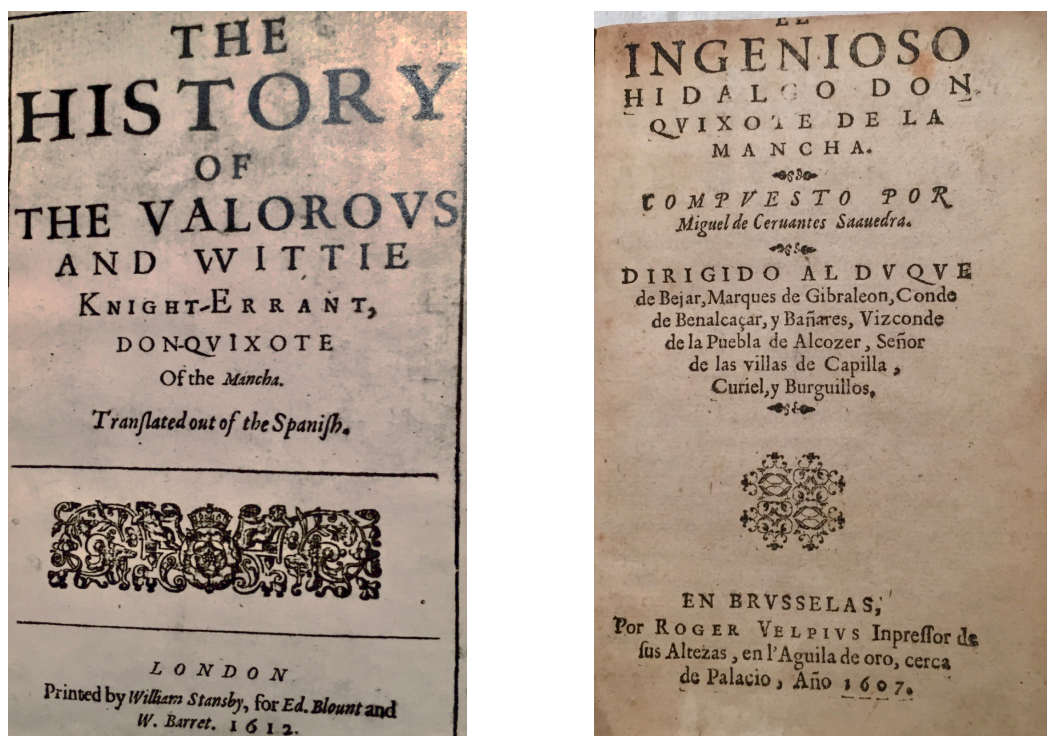 THE
HISTORY
OF
THE VALOROVS
AND WITTIE
KNIGHT-ERRANT,
DON-QVIXOTE
Of the Mancha.
Tranſlated out of the Spaniſh.
LONDON
Printed by William Stansby, for Ed. Blount and
W. Barret. 1612.
EL
INGENIOSO
HIDALGO DON
QVIXOTE DE LA
MANCHA.
COMPVESTO POR
Miguel de Ceruantes Saauedra.
DIRIGIDO AL DVQVE
de Bejar, Marques de Gibraleon, Conde
de Benalcaçar, y Bañares, Vizconde
de la Puebla de Alcozer, Señor
de las villas de Capilla,
Curiel, y Burguillos.
EN BRVSSELAS,
Por ROGER VELPIVS Inpreſſor de
ſus Altezas, en l'Aguila de oro, cerca
de Palacio, Año 1607.